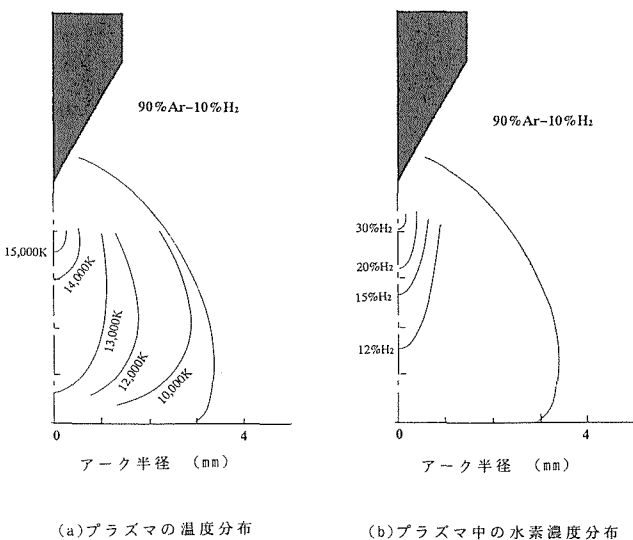 90%Ar-10%H₂
15,000K
14,000K
13,000K
12,000K
10,000K
0
4
アーク半径 (mm)
(a)プラズマの温度分布
90%Ar-10%H₂
30%H₂
20%H₂
15%H₂
12%H₂
0
4
アーク半径 (mm)
(b)プラズマ中の水素濃度分布